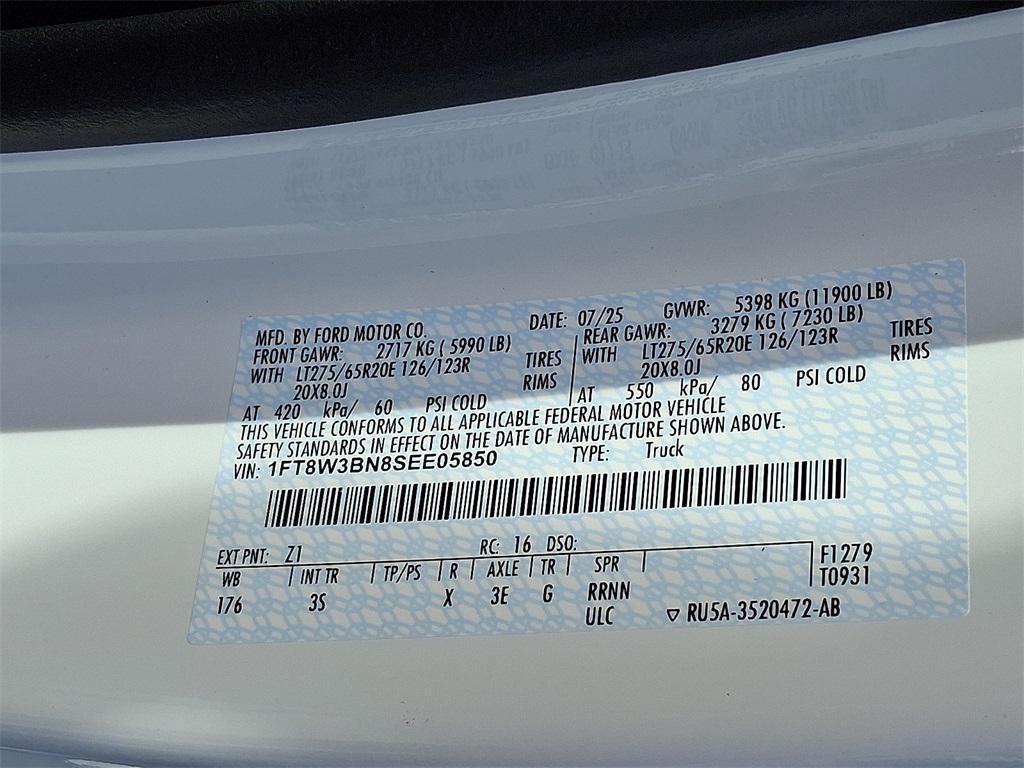 MFD. BY FORD MOTOR CO. DATE: 07/25 GVWR: 5398 KG (11900 LB)
FRONT GAWR: 2717 KG ( 5990 LB) REAR GAWR: 3279 KG ( 7230 LB)
WITH LT275/65R20E 126/123R TIRES WITH LT275/65R20E 126/123R TIRES
20X8.0J RIMS 20X8.0J RIMS
AT 420 kPa/ 60 PSI COLD AT 550 kPa/ 80 PSI COLD
THIS VEHICLE CONFORMS TO ALL APPLICABLE FEDERAL MOTOR VEHICLE
SAFETY STANDARDS IN EFFECT ON THE DATE OF MANUFACTURE SHOWN ABOVE.
VIN: 1FT8W3BN8SEE05850 TYPE: Truck
EXT PNT: Z1 RC: 16 DSO:
WB INT TR TP/PS R AXLE TR SPR F1279
176 3S X 3E G RRNN T0931
ULC ▽ RU5A-3520472-AB